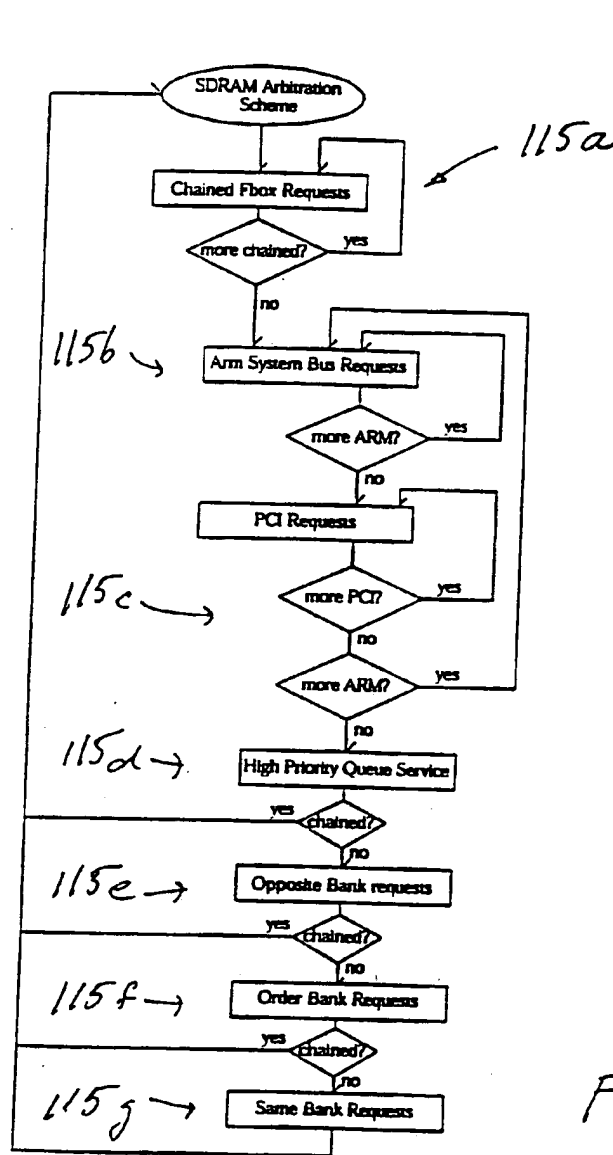 SDRAM Arbitration
Scheme
115a
Chained Fbox Requests
more chained?
yes
no
115b
Arm System Bus Requests
more ARM?
yes
no
PCI Requests
115c
more PCI?
yes
no
more ARM?
yes
no
115d
High Priority Queue Service
yes
chained?
no
115e
Opposite Bank requests
yes
chained?
no
115f
Order Bank Requests
yes
chained?
no
115g
Same Bank Requests
F